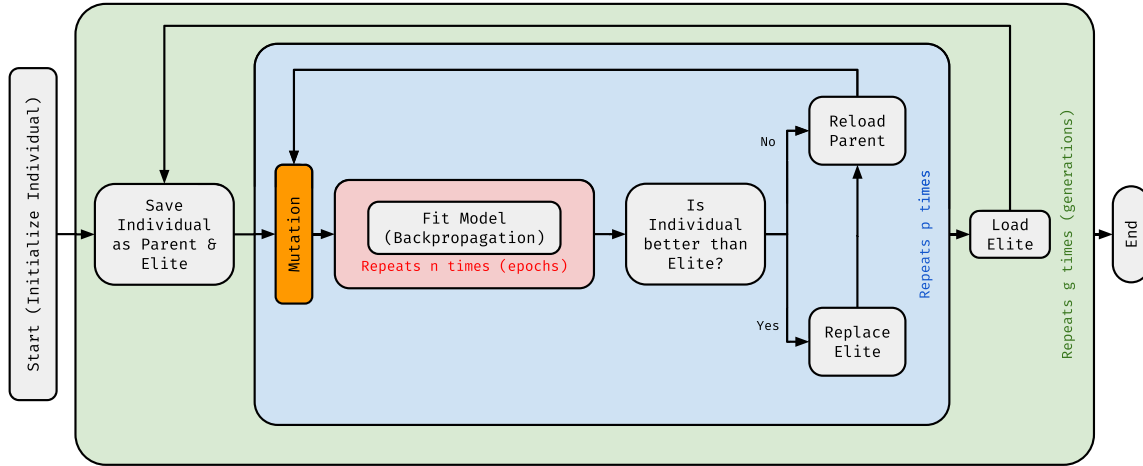 Start (Initialize Individual)
Save
Individual
as Parent &
Elite
Mutation
Fit Model
(Backpropagation)
Repeats n times (epochs)
Is
Individual
better than
Elite?
No
Yes
Reload
Parent
Replace
Elite
Repeats p times
Load
Elite
Repeats g times (generations)
End